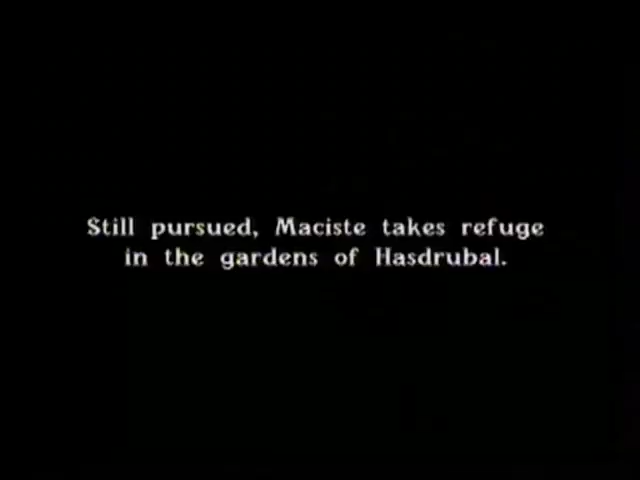 Still pursued, Maciste takes refuge
in the gardens of Hasdrubal.